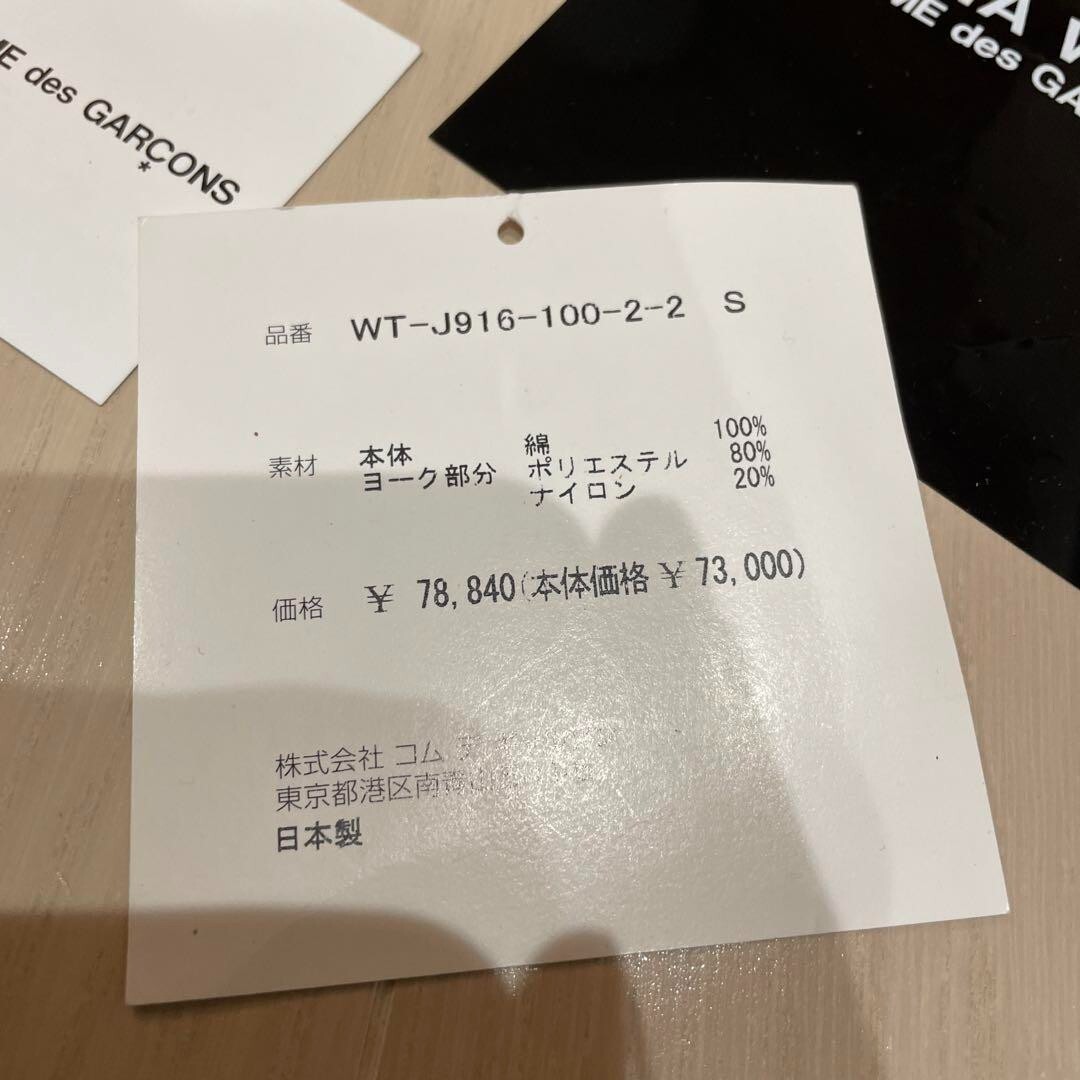 des GARÇONS
*
des
品番 WT-J916-100-2-2 S
素材 本体 綿 100%
ヨーク部分 ポリエステル 80%
ナイロン 20%
価格 ¥ 78,840(本体価格 ¥ 73,000)
株式会社 コム
東京都港区南青山
日本製